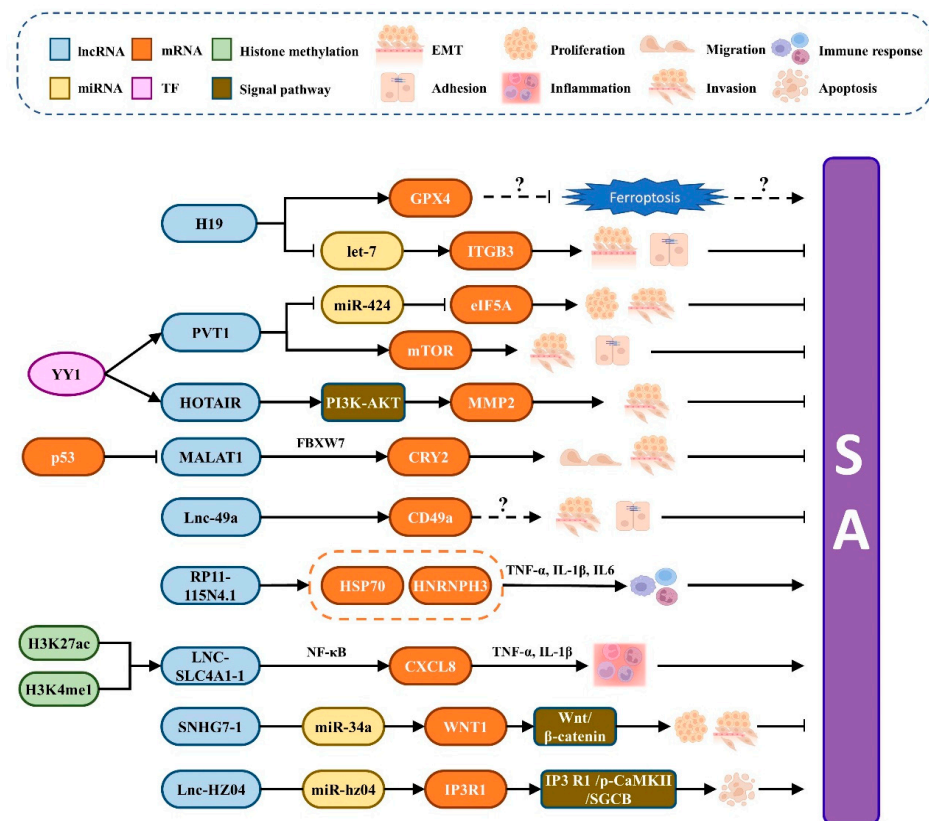 lncRNA mRNA Histone methylation EMT Proliferation Migration Immune response
miRNA TF Signal pathway Adhesion Inflammation Invasion Apoptosis
H19
GPX4
?
Ferroptosis
?
let-7
ITGB3
YY1
PVT1
miR-424
eIF5A
mTOR
HOTAIR
PI3K-AKT
MMP2
p53
MALAT1
FBXW7
CRY2
Lnc-49a
CD49a
?
RP11-
115N4.1
HSP70
HNRNPH3
TNF-α, IL-1β, IL6
H3K27ac
H3K4me1
LNC-
SLC4A1-1
NF-κB
CXCL8
TNF-α, IL-1β
SNHG7-1
miR-34a
WNT1
Wnt/
β-catenin
Lnc-HZ04
miR-hz04
IP3R1
IP3 R1 /p-CaMKII
/SGCB
S
A